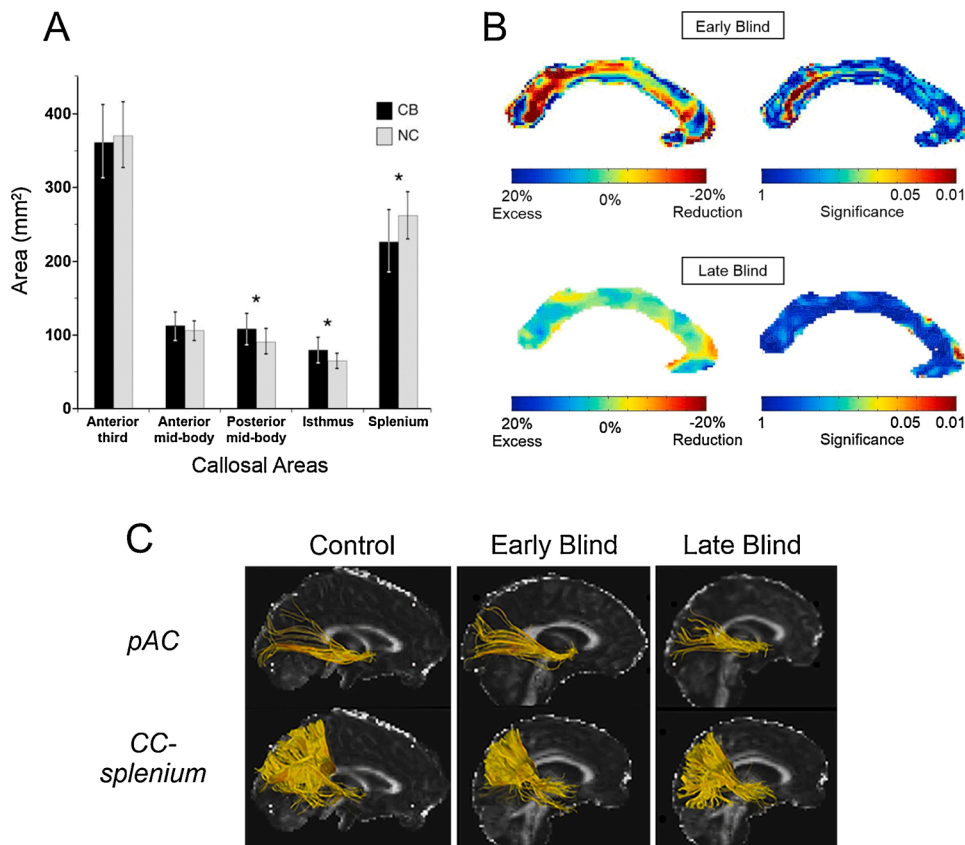 A
Area (mm²)
400
300
200
100
0
CB
NC
*
*
*
Anterior third
Anterior mid-body
Posterior mid-body
Isthmus
Splenium
Callosal Areas
B
Early Blind
20% 0% -20%
Excess Reduction
1 0.05 0.01
Significance
Late Blind
20% 0% -20%
Excess Reduction
1 0.05 0.01
Significance
C
Control Early Blind Late Blind
pAC
CC-
splenium